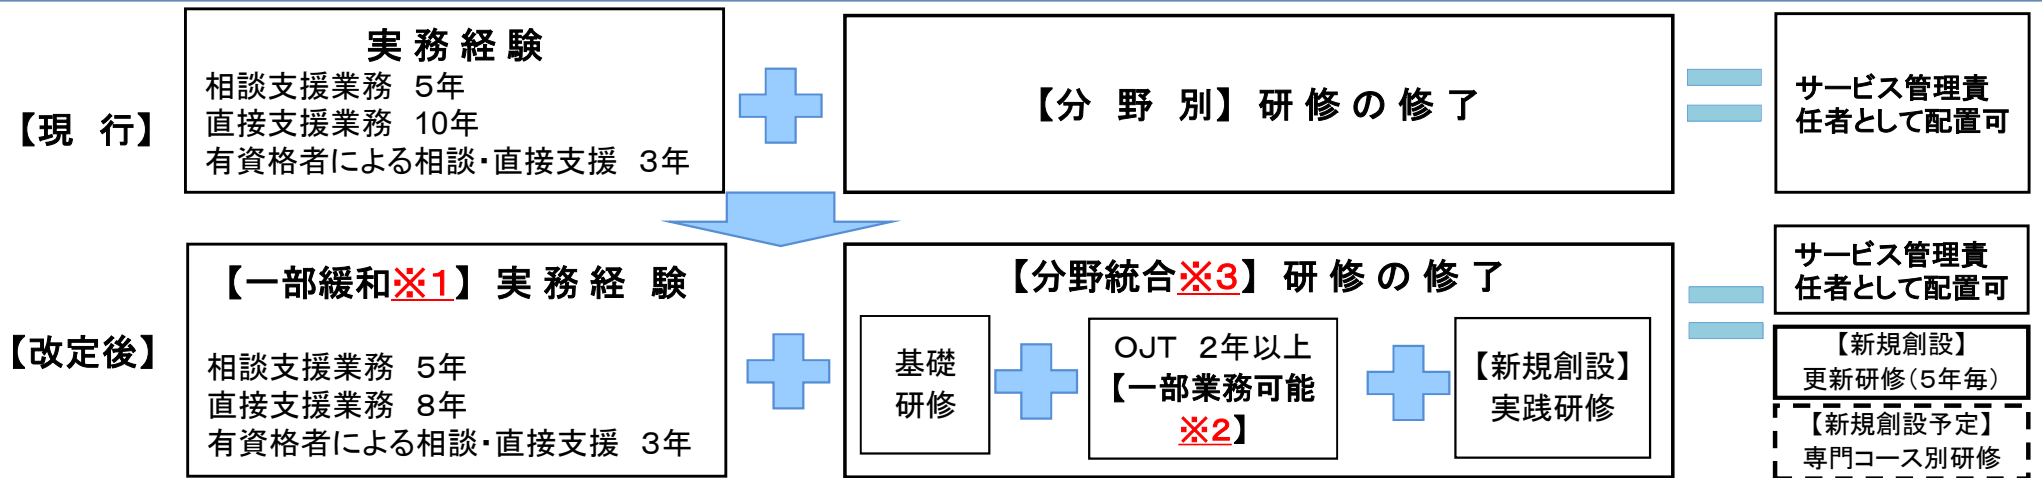 【現 行】
実 務 経 験
相談支援業務 5年
直接支援業務 10年
有資格者による相談・直接支援 3年
【分 野 別】 研 修 の 修 了
サービス管理責
任者として配置可
【改定後】
【一部緩和※1】 実 務 経 験
相談支援業務 5年
直接支援業務 8年
有資格者による相談・直接支援 3年
【分野統合※3】 研 修 の 修 了
基礎
研修
OJT 2年以上
【一部業務可能
※2】
【新規創設】
実践研修
サービス管理責
任者として配置可
【新規創設】
更新研修(5年毎)
【新規創設予定】
専門コース別研修